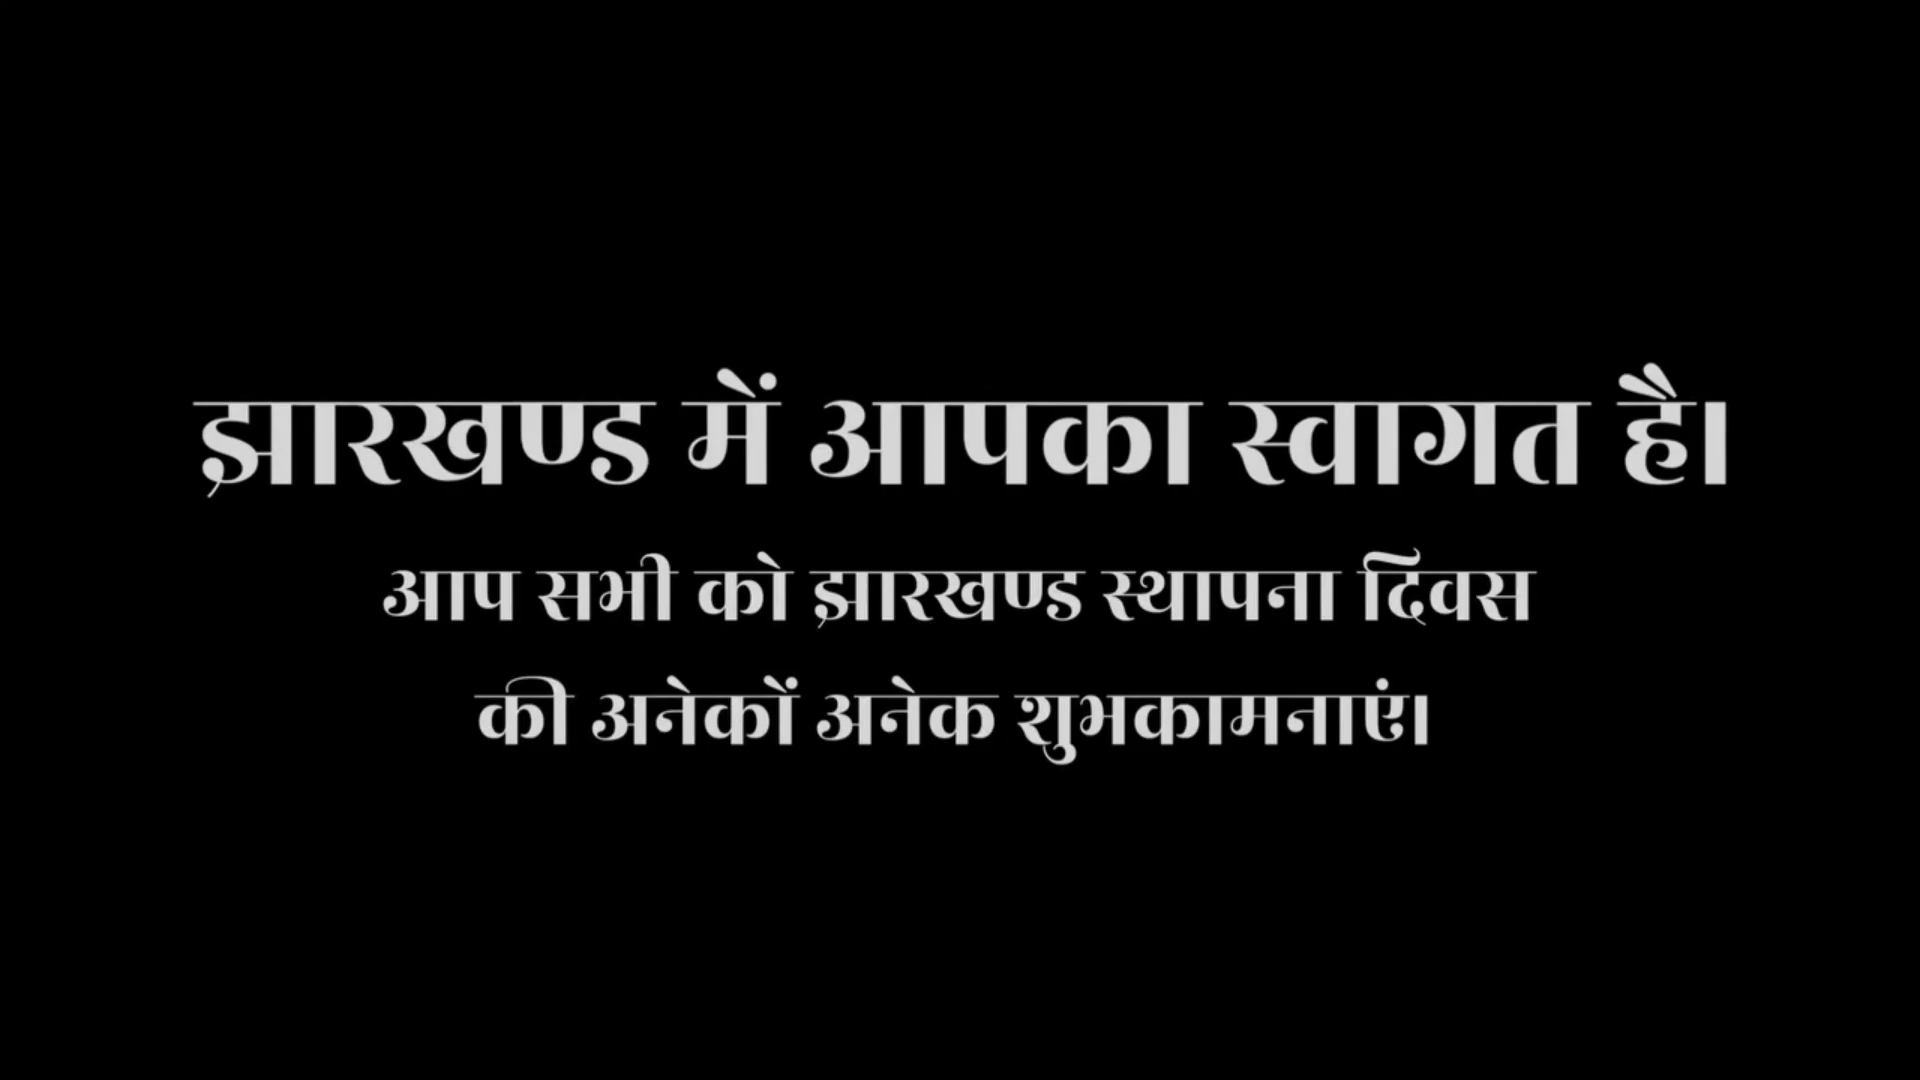 झारखण्ड में आपका स्वागत है।
आप सभी को झारखण्ड स्थापना दिवस
की अनेकों अनेक शुभकामनाएं।